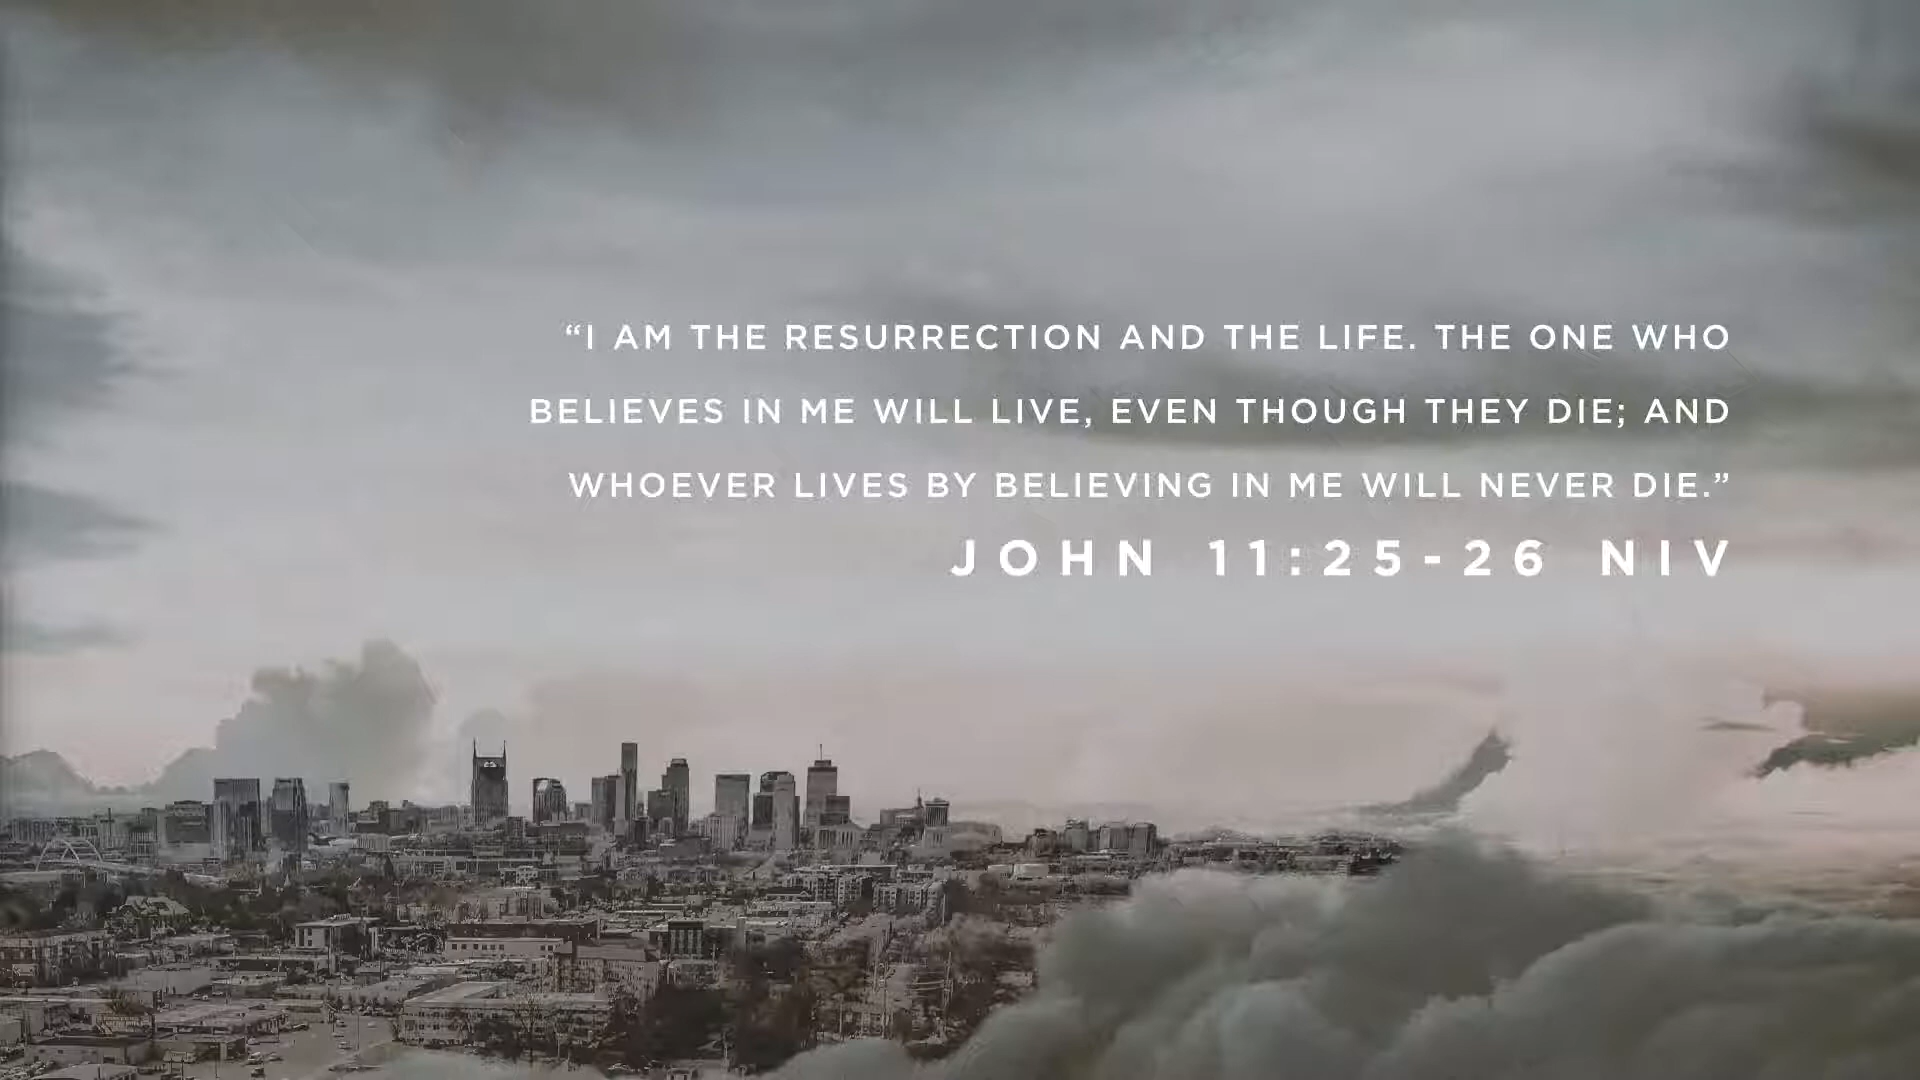 “I AM THE RESURRECTION AND THE LIFE. THE ONE WHO
BELIEVES IN ME WILL LIVE, EVEN THOUGH THEY DIE; AND
WHOEVER LIVES BY BELIEVING IN ME WILL NEVER DIE.”
JOHN 11:25-26 NIV